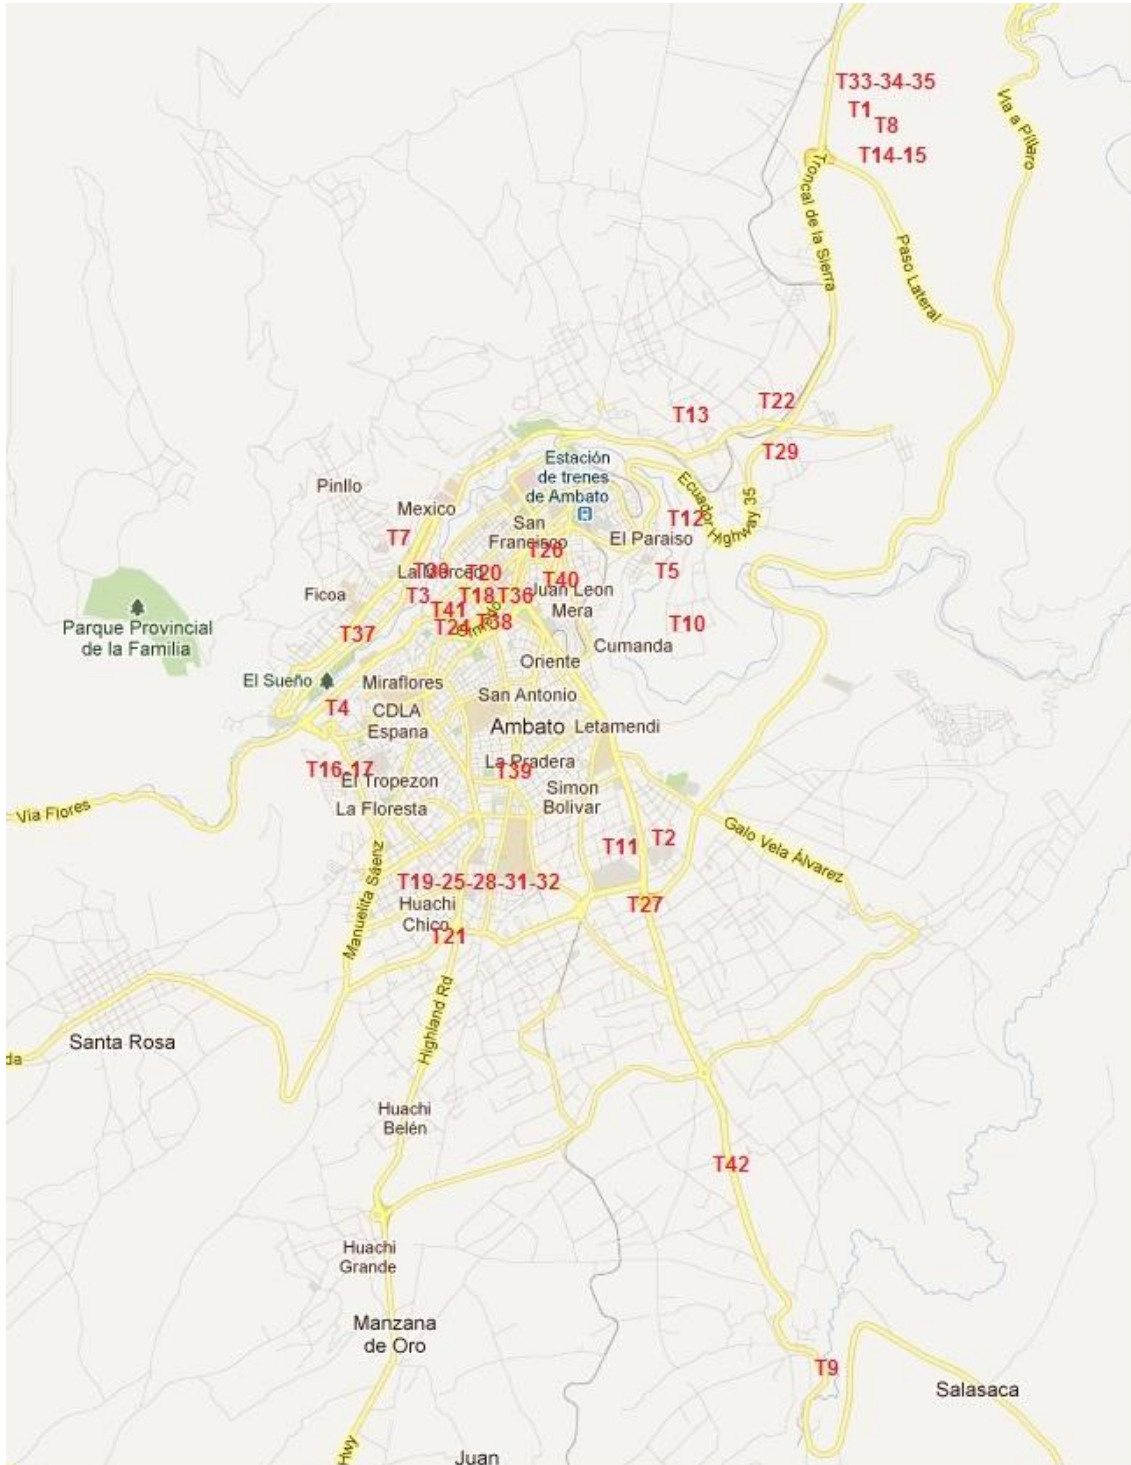 T33-34-35
T1
T8
T14-15
Vía a Píllaro
Troncal de la Sierra
Paso Lateral
T22
T13
T29
Estación
de trenes
de Ambato
Ecuador Highway 35
Pinllo
Mexico
T12
San
Francisco
El Paraiso
T7
T26
La Merced
T20
T40
T5
Ficoa
T3
T18
T36
Juan Leon
Mera
T41
T24
T38
T10
Parque Provincial
de la Familia
T37
Cumanda
Oriente
El Sueño
Miraflores
San Antonio
T4
CDLA
Espana
Ambato
Letamendi
La Pradera
T16-17
T39
El Tropezon
Simon
Bolivar
La Floresta
Via Flores
Galo Vela Álvarez
T11
T2
Manuelita Sáenz
T19-25-28-31-32
Huachi
Chico
T27
T21
Highland Rd
Santa Rosa
da
Huachi
Belén
T42
Huachi
Grande
Manzana
de Oro
T9
Salasaca
Hwy
Juan